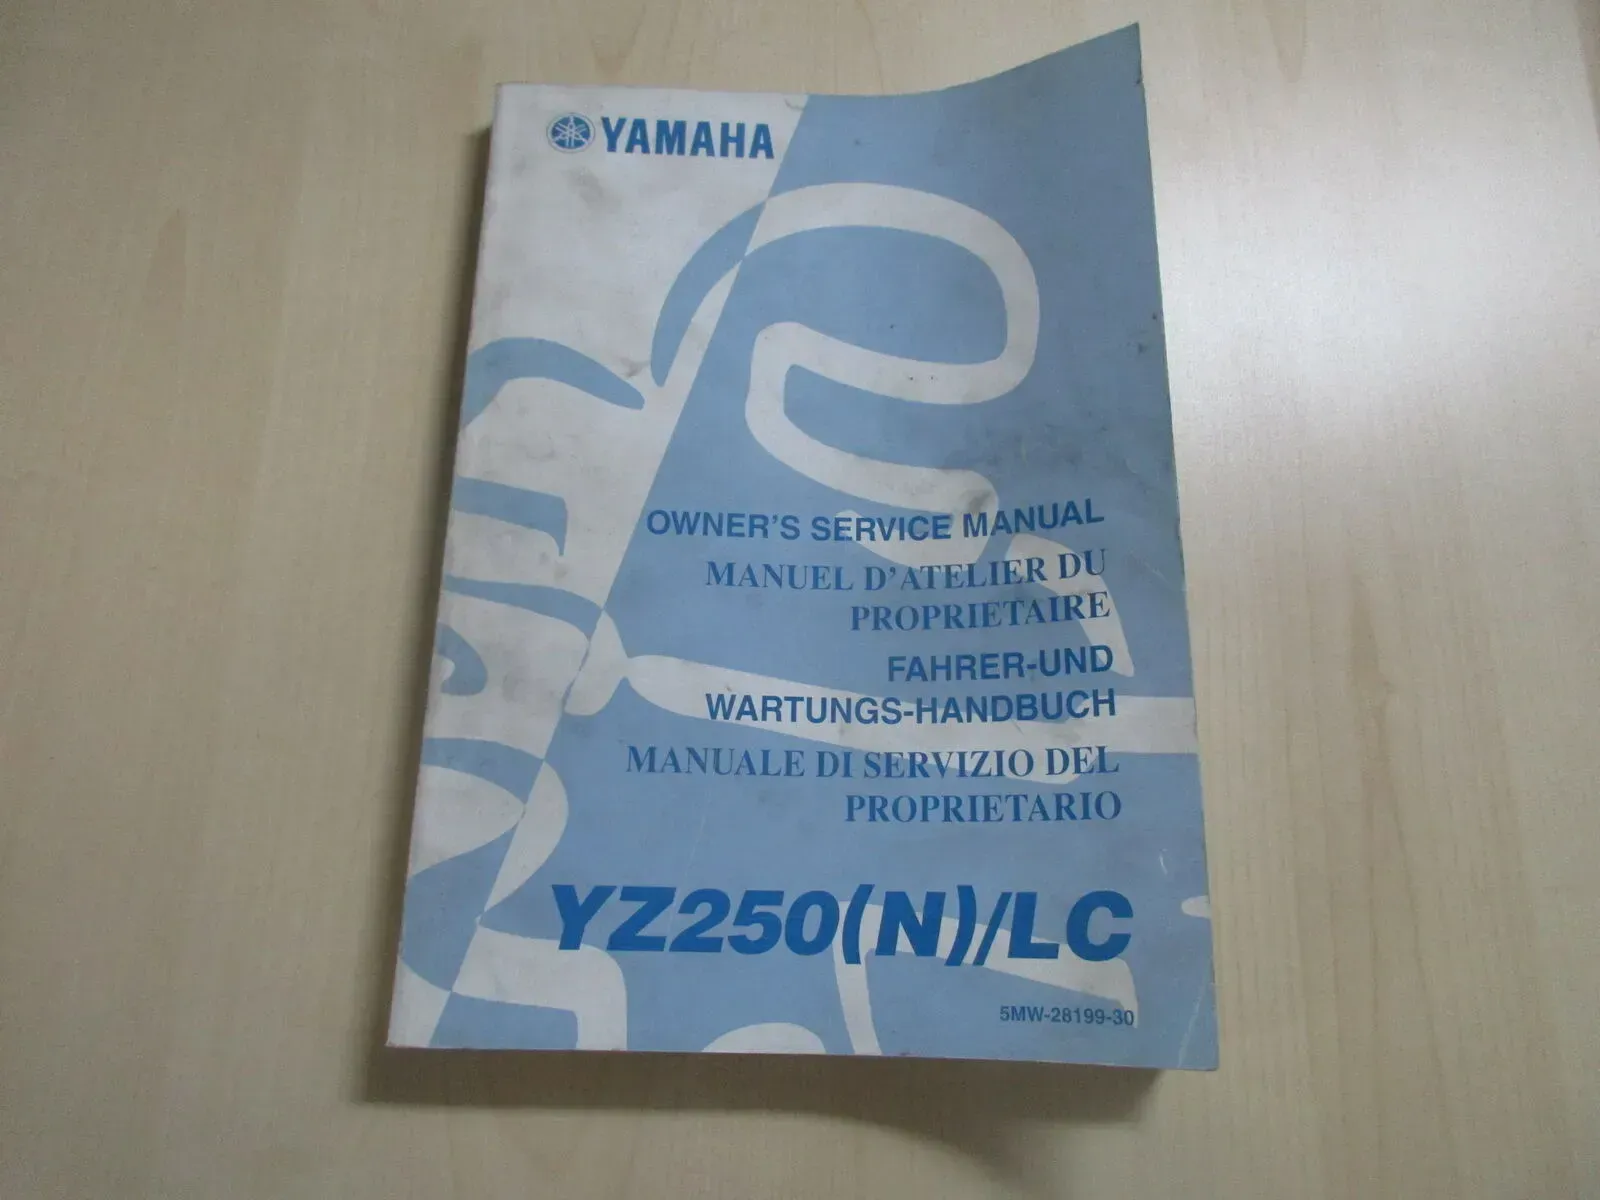 YAMAHA
OWNER'S SERVICE MANUAL
MANUEL D'ATELIER DU
PROPRIETAIRE
FAHRER-UND
WARTUNGS-HANDBUCH
MANUALE DI SERVIZIO DEL
PROPRIETARIO
YZ250(N)/LC
5MW-28199-30